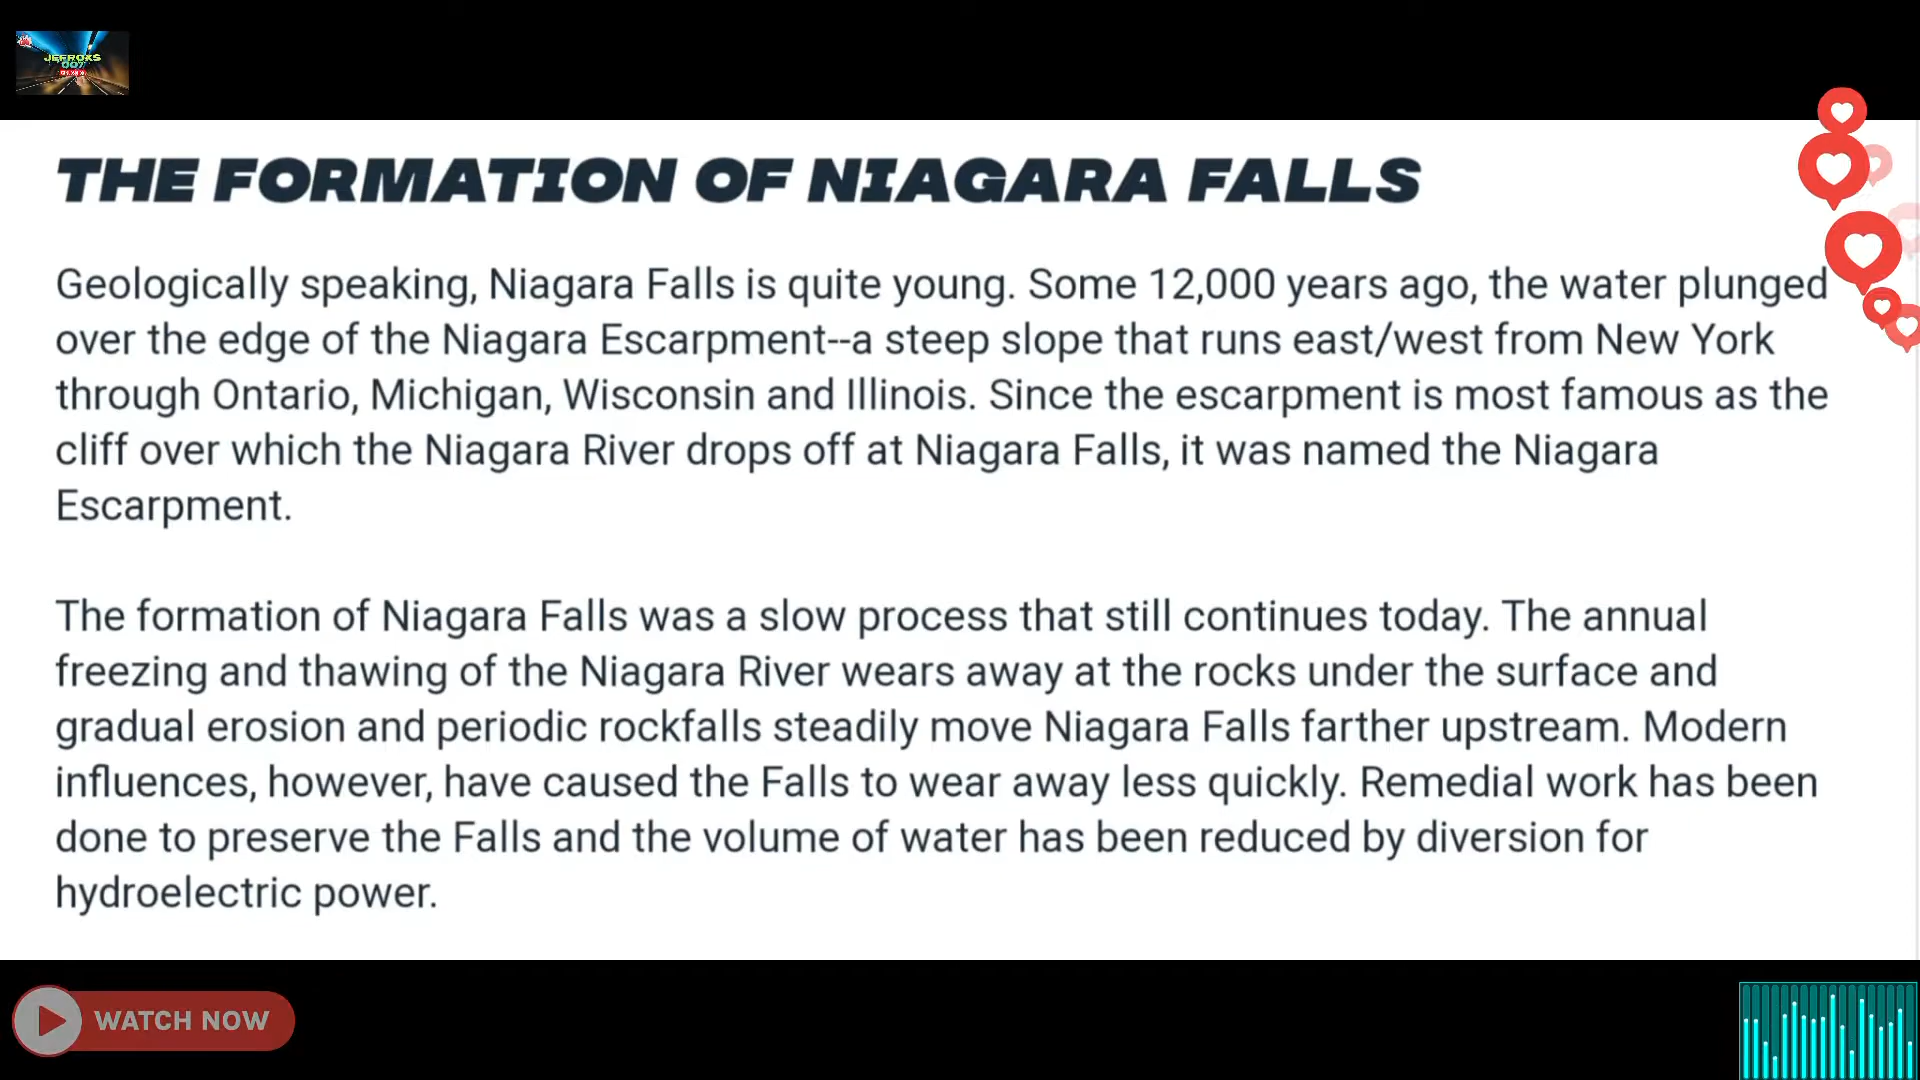 JEFROXS
007
THE FORMATION OF NIAGARA FALLS
Geologically speaking, Niagara Falls is quite young. Some 12,000 years ago, the water plunged
over the edge of the Niagara Escarpment--a steep slope that runs east/west from New York
through Ontario, Michigan, Wisconsin and Illinois. Since the escarpment is most famous as the
cliff over which the Niagara River drops off at Niagara Falls, it was named the Niagara
Escarpment.
The formation of Niagara Falls was a slow process that still continues today. The annual
freezing and thawing of the Niagara River wears away at the rocks under the surface and
gradual erosion and periodic rockfalls steadily move Niagara Falls farther upstream. Modern
influences, however, have caused the Falls to wear away less quickly. Remedial work has been
done to preserve the Falls and the volume of water has been reduced by diversion for
hydroelectric power.
WATCH NOW